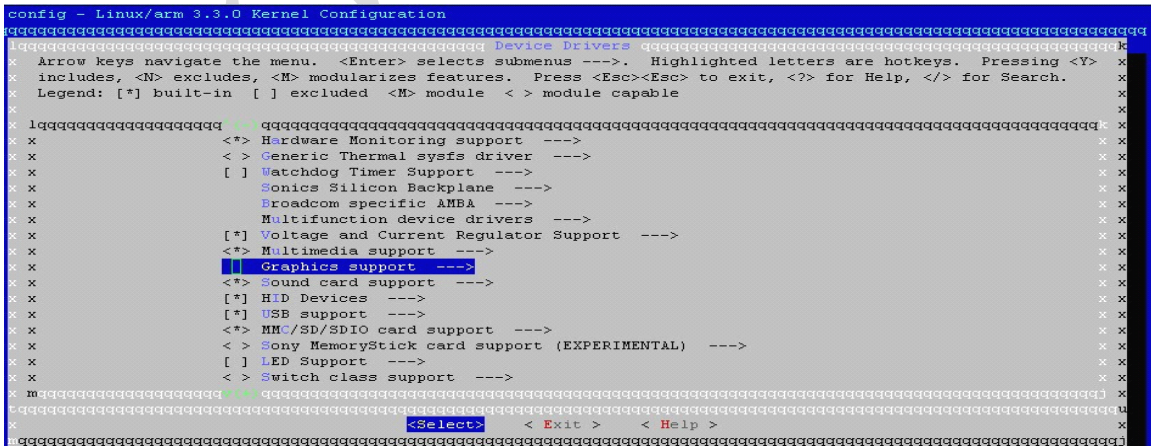 config - Linux/arm 3.3.0 Kernel Configuration
Device Drivers
Arrow keys navigate the menu.  <Enter> selects submenus --->.  Highlighted letters are hotkeys.  Pressing <Y>
includes, <N> excludes, <M> modularizes features.  Press <Esc><Esc> to exit, <?> for Help, </> for Search.
Legend: [*] built-in  [ ] excluded  <M> module  < > module capable
<*> Hardware Monitoring support  --->
< > Generic Thermal sysfs driver  --->
[ ] Watchdog Timer Support  --->
Sonics Silicon Backplane  --->
Broadcom specific AMBA  --->
Multifunction device drivers  --->
[*] Voltage and Current Regulator Support  --->
<*> Multimedia support  --->
Graphics support  --->
<*> Sound card support  --->
[*] HID Devices  --->
[*] USB support  --->
<*> MMC/SD/SDIO card support  --->
< > Sony MemoryStick card support (EXPERIMENTAL)  --->
[ ] LED Support  --->
< > Switch class support  --->
<Select>    < Exit >    < Help >